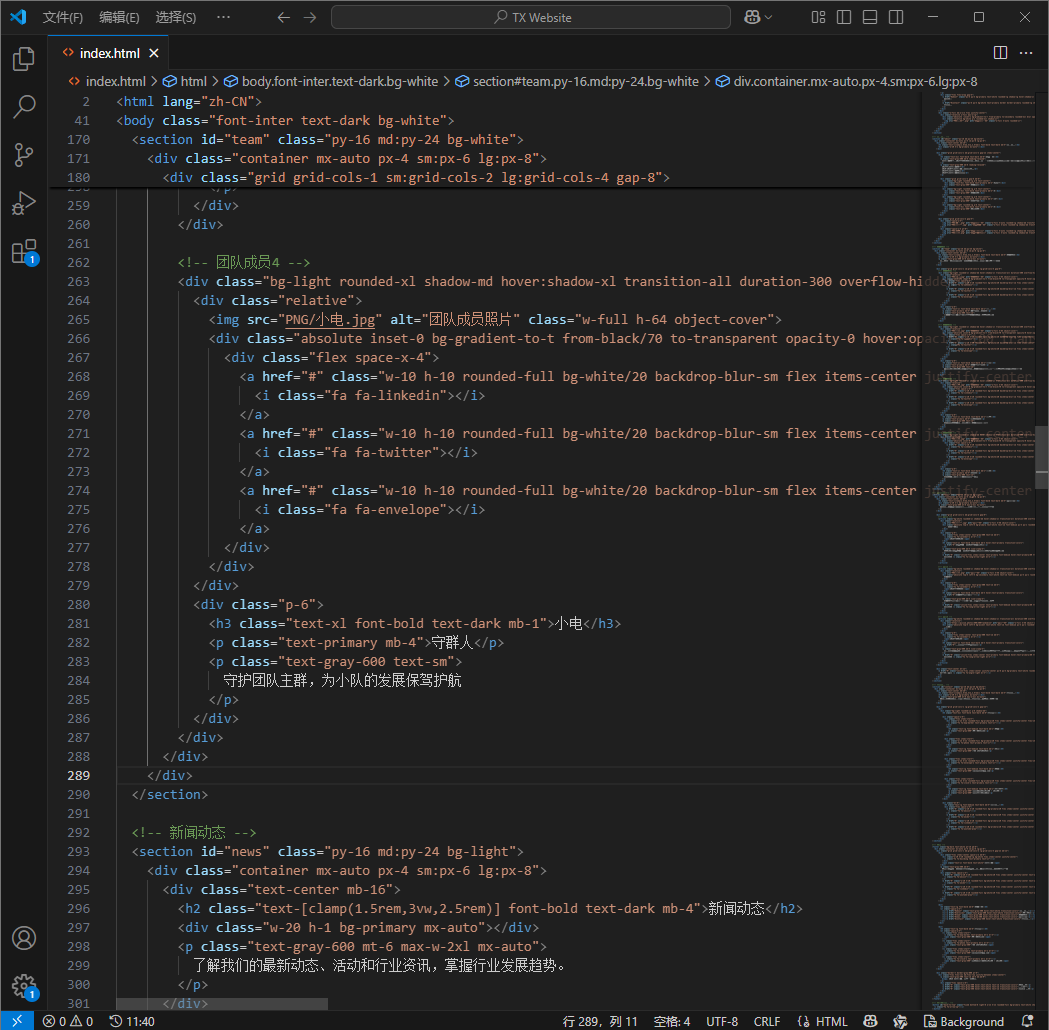 文件(F) 编辑(E) 选择(S) ··· TX Website
index.html
index.html > html > body.font-inter.text-dark.bg-white > section#team.py-16.md:py-24.bg-white > div.container.mx-auto.px-4.sm:px-6.lg:px-8
2 <html lang="zh-CN">
41 <body class="font-inter text-dark bg-white">
170 <section id="team" class="py-16 md:py-24 bg-white">
171 <div class="container mx-auto px-4 sm:px-6 lg:px-8">
180 <div class="grid grid-cols-1 sm:grid-cols-2 lg:grid-cols-4 gap-8">
258 </p>
259 </div>
260 </div>
261
262 <!-- 团队成员4 -->
263 <div class="bg-light rounded-xl shadow-md hover:shadow-xl transition-all duration-300 overflow-hidde
264 <div class="relative">
265 <img src="PNG/小电.jpg" alt="团队成员照片" class="w-full h-64 object-cover">
266 <div class="absolute inset-0 bg-gradient-to-t from-black/70 to-transparent opacity-0 hover:opacity
267 <div class="flex space-x-4">
268 <a href="#" class="w-10 h-10 rounded-full bg-white/20 backdrop-blur-sm flex items-center justify-center
269 <i class="fa fa-linkedin"></i>
270 </a>
271 <a href="#" class="w-10 h-10 rounded-full bg-white/20 backdrop-blur-sm flex items-center justify-center
272 <i class="fa fa-twitter"></i>
273 </a>
274 <a href="#" class="w-10 h-10 rounded-full bg-white/20 backdrop-blur-sm flex items-center justify-center
275 <i class="fa fa-envelope"></i>
276 </a>
277 </div>
278 </div>
279 </div>
280 <div class="p-6">
281 <h3 class="text-xl font-bold text-dark mb-1">小电</h3>
282 <p class="text-primary mb-4">守群人</p>
283 <p class="text-gray-600 text-sm">
284 守护团队主群，为小队的发展保驾护航
285 </p>
286 </div>
287 </div>
288 </div>
289 </div>
290 </section>
291
292 <!-- 新闻动态 -->
293 <section id="news" class="py-16 md:py-24 bg-light">
294 <div class="container mx-auto px-4 sm:px-6 lg:px-8">
295 <div class="text-center mb-16">
296 <h2 class="text-[clamp(1.5rem,3vw,2.5rem)] font-bold text-dark mb-4">新闻动态</h2>
297 <div class="w-20 h-1 bg-primary mx-auto"></div>
298 <p class="text-gray-600 mt-6 max-w-2xl mx-auto">
299 了解我们的最新动态、活动和行业资讯，掌握行业发展趋势。
300 </p>
301 </div>
1
1
0 0 11:40 行 289，列 11 空格: 4 UTF-8 CRLF {} HTML Background